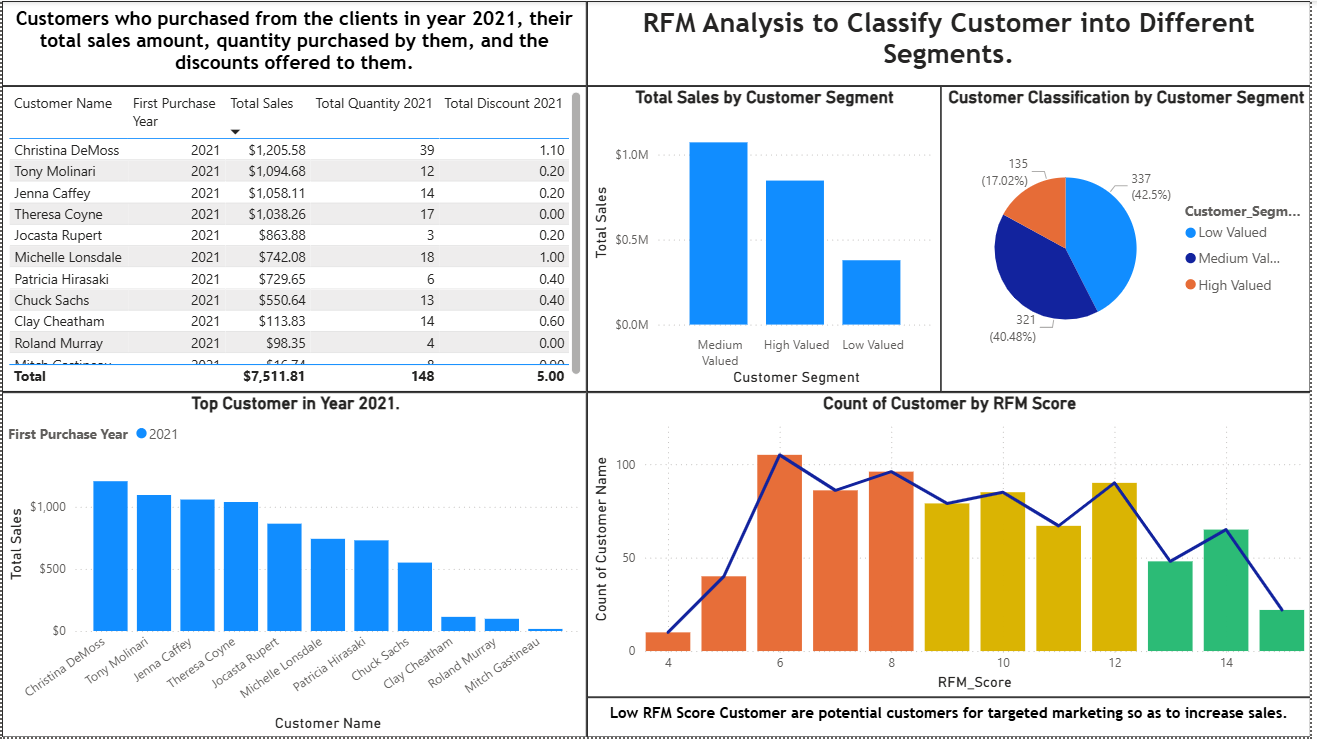 Customers who purchased from the clients in year 2021, their
total sales amount, quantity purchased by them, and the
discounts offered to them.
Customer Name First Purchase Year Total Sales Total Quantity 2021 Total Discount 2021
Christina DeMoss 2021 $1,205.58 39 1.10
Tony Molinari 2021 $1,094.68 12 0.20
Jenna Caffey 2021 $1,058.11 14 0.20
Theresa Coyne 2021 $1,038.26 17 0.00
Jocasta Rupert 2021 $863.88 3 0.20
Michelle Lonsdale 2021 $742.08 18 1.00
Patricia Hirasaki 2021 $729.65 6 0.40
Chuck Sachs 2021 $550.64 13 0.40
Clay Cheatham 2021 $113.83 14 0.60
Roland Murray 2021 $98.35 4 0.00
Mitch Gastineau 2021 $16.74 8 0.00
Total $7,511.81 148 5.00
RFM Analysis to Classify Customer into Different
Segments.
Total Sales by Customer Segment
Total Sales
$1.0M
$0.5M
$0.0M
Medium
Valued
High Valued
Low Valued
Customer Segment
Customer Classification by Customer Segment
135
(17.02%)
337
(42.5%)
321
(40.48%)
Customer_Segm...
Low Valued
Medium Val...
High Valued
Top Customer in Year 2021.
First Purchase Year 2021
Total Sales
$1,000
$500
$0
Christina DeMoss
Tony Molinari
Jenna Caffey
Theresa Coyne
Jocasta Rupert
Michelle Lonsdale
Patricia Hirasaki
Chuck Sachs
Clay Cheatham
Roland Murray
Mitch Gastineau
Customer Name
Count of Customer by RFM Score
Count of Customer Name
100
50
0
4 6 8 10 12 14
RFM_Score
Low RFM Score Customer are potential customers for targeted marketing so as to increase sales.